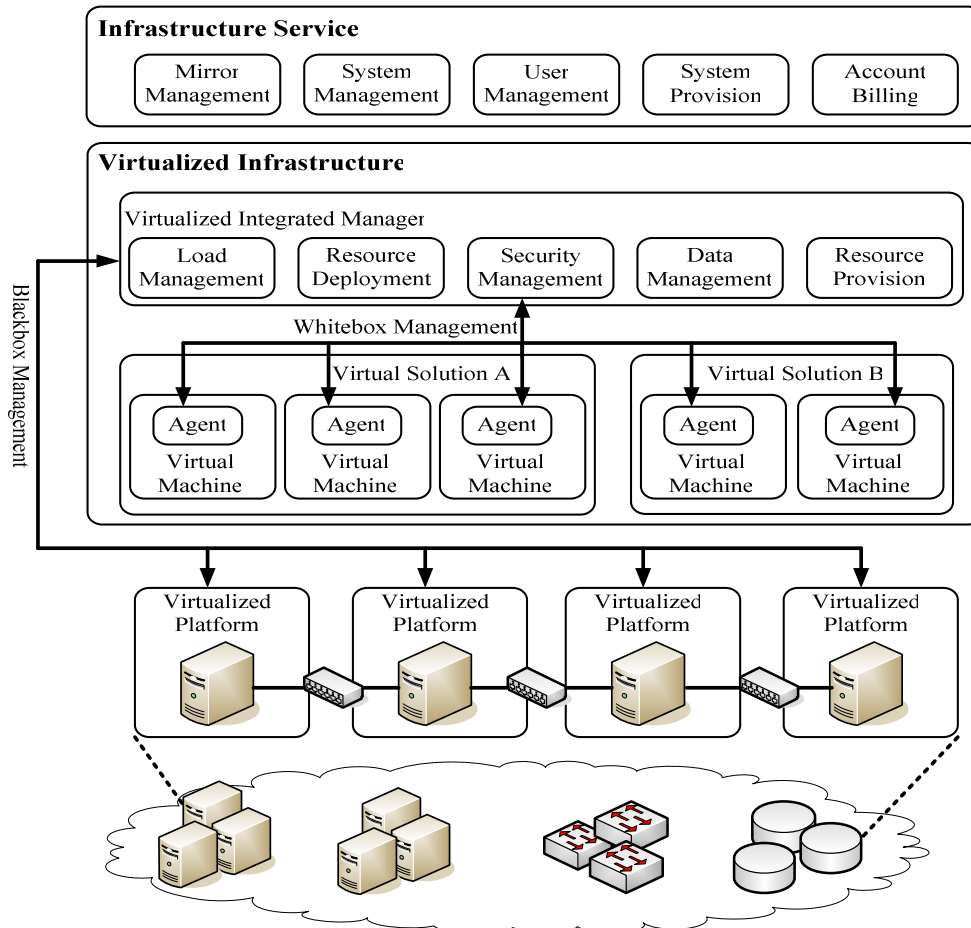 Infrastructure Service
Mirror
Management
System
Management
User
Management
System
Provision
Account
Billing
Virtualized Infrastructure
Virtualized Integrated Manager
Load
Management
Resource
Deployment
Security
Management
Data
Management
Resource
Provision
Blackbox Management
Whitebox Management
Virtual Solution A
Agent
Virtual
Machine
Agent
Virtual
Machine
Agent
Virtual
Machine
Virtual Solution B
Agent
Virtual
Machine
Agent
Virtual
Machine
Virtualized
Platform
Virtualized
Platform
Virtualized
Platform
Virtualized
Platform